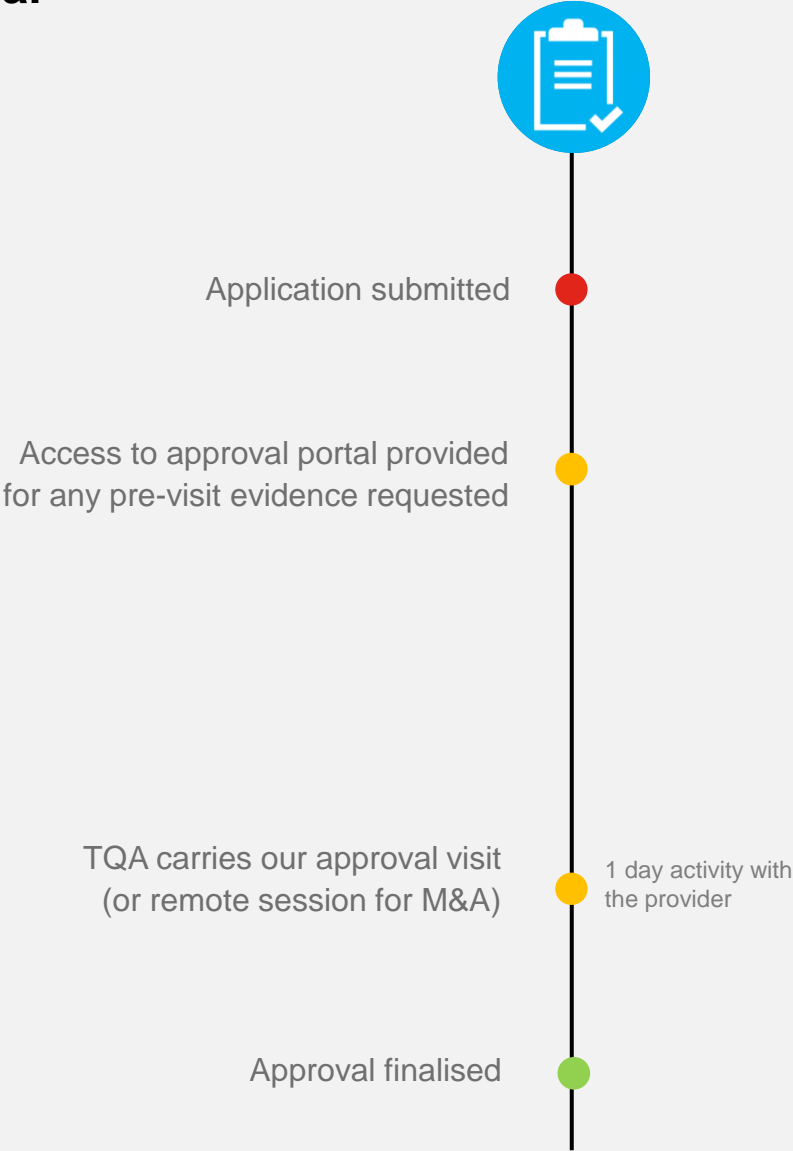 Application submitted
Access to approval portal provided
for any pre-visit evidence requested
TQA carries our approval visit
(or remote session for M&A)
1 day activity with
the provider
Approval finalised